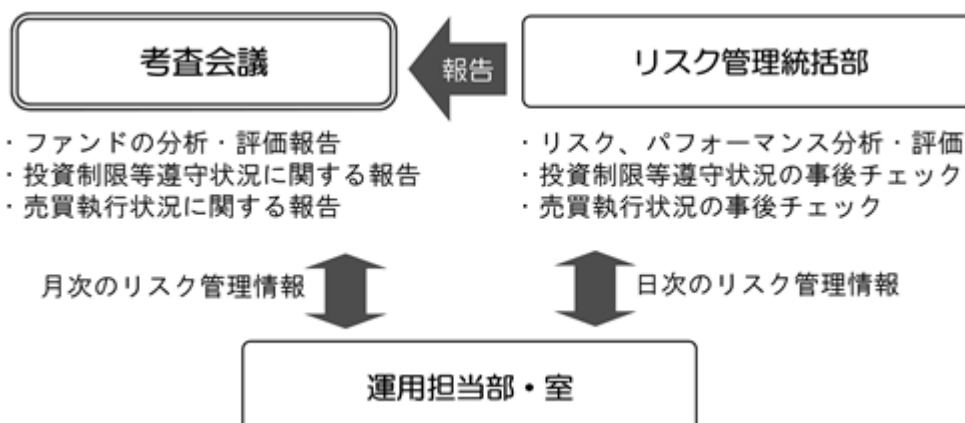 考査会議
報告
リスク管理統括部
・ファンドの分析・評価報告
・投資制限等遵守状況に関する報告
・売買執行状況に関する報告
・リスク、パフォーマンス分析・評価
・投資制限等遵守状況の事後チェック
・売買執行状況の事後チェック
月次のリスク管理情報
日次のリスク管理情報
運用担当部・室